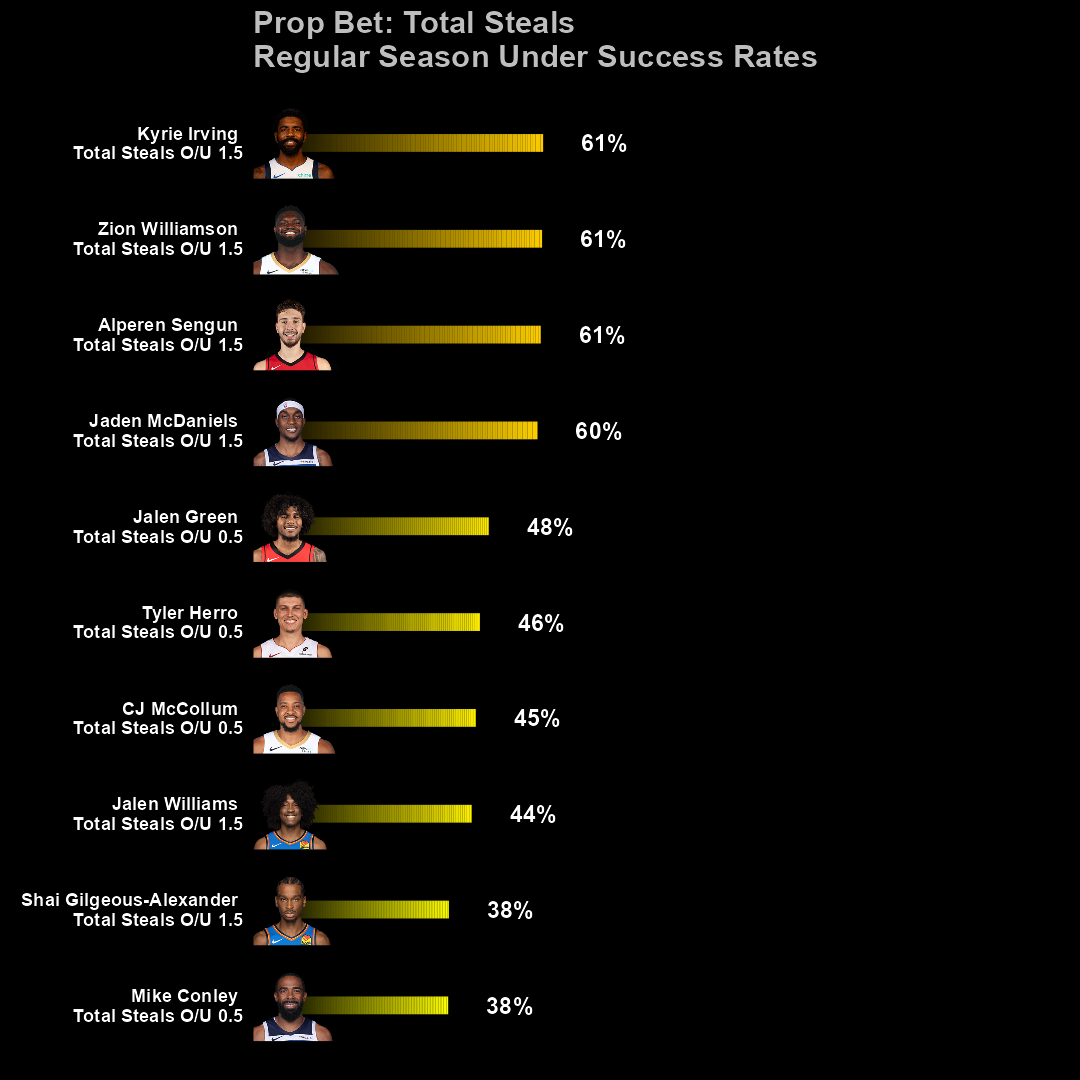 Prop Bet: Total Steals
Regular Season Under Success Rates
Kyrie Irving
Total Steals O/U 1.5
61%
Zion Williamson
Total Steals O/U 1.5
61%
Alperen Sengun
Total Steals O/U 1.5
61%
Jaden McDaniels
Total Steals O/U 1.5
60%
Jalen Green
Total Steals O/U 0.5
48%
Tyler Herro
Total Steals O/U 0.5
46%
CJ McCollum
Total Steals O/U 0.5
45%
Jalen Williams
Total Steals O/U 1.5
44%
Shai Gilgeous-Alexander
Total Steals O/U 1.5
38%
Mike Conley
Total Steals O/U 0.5
38%